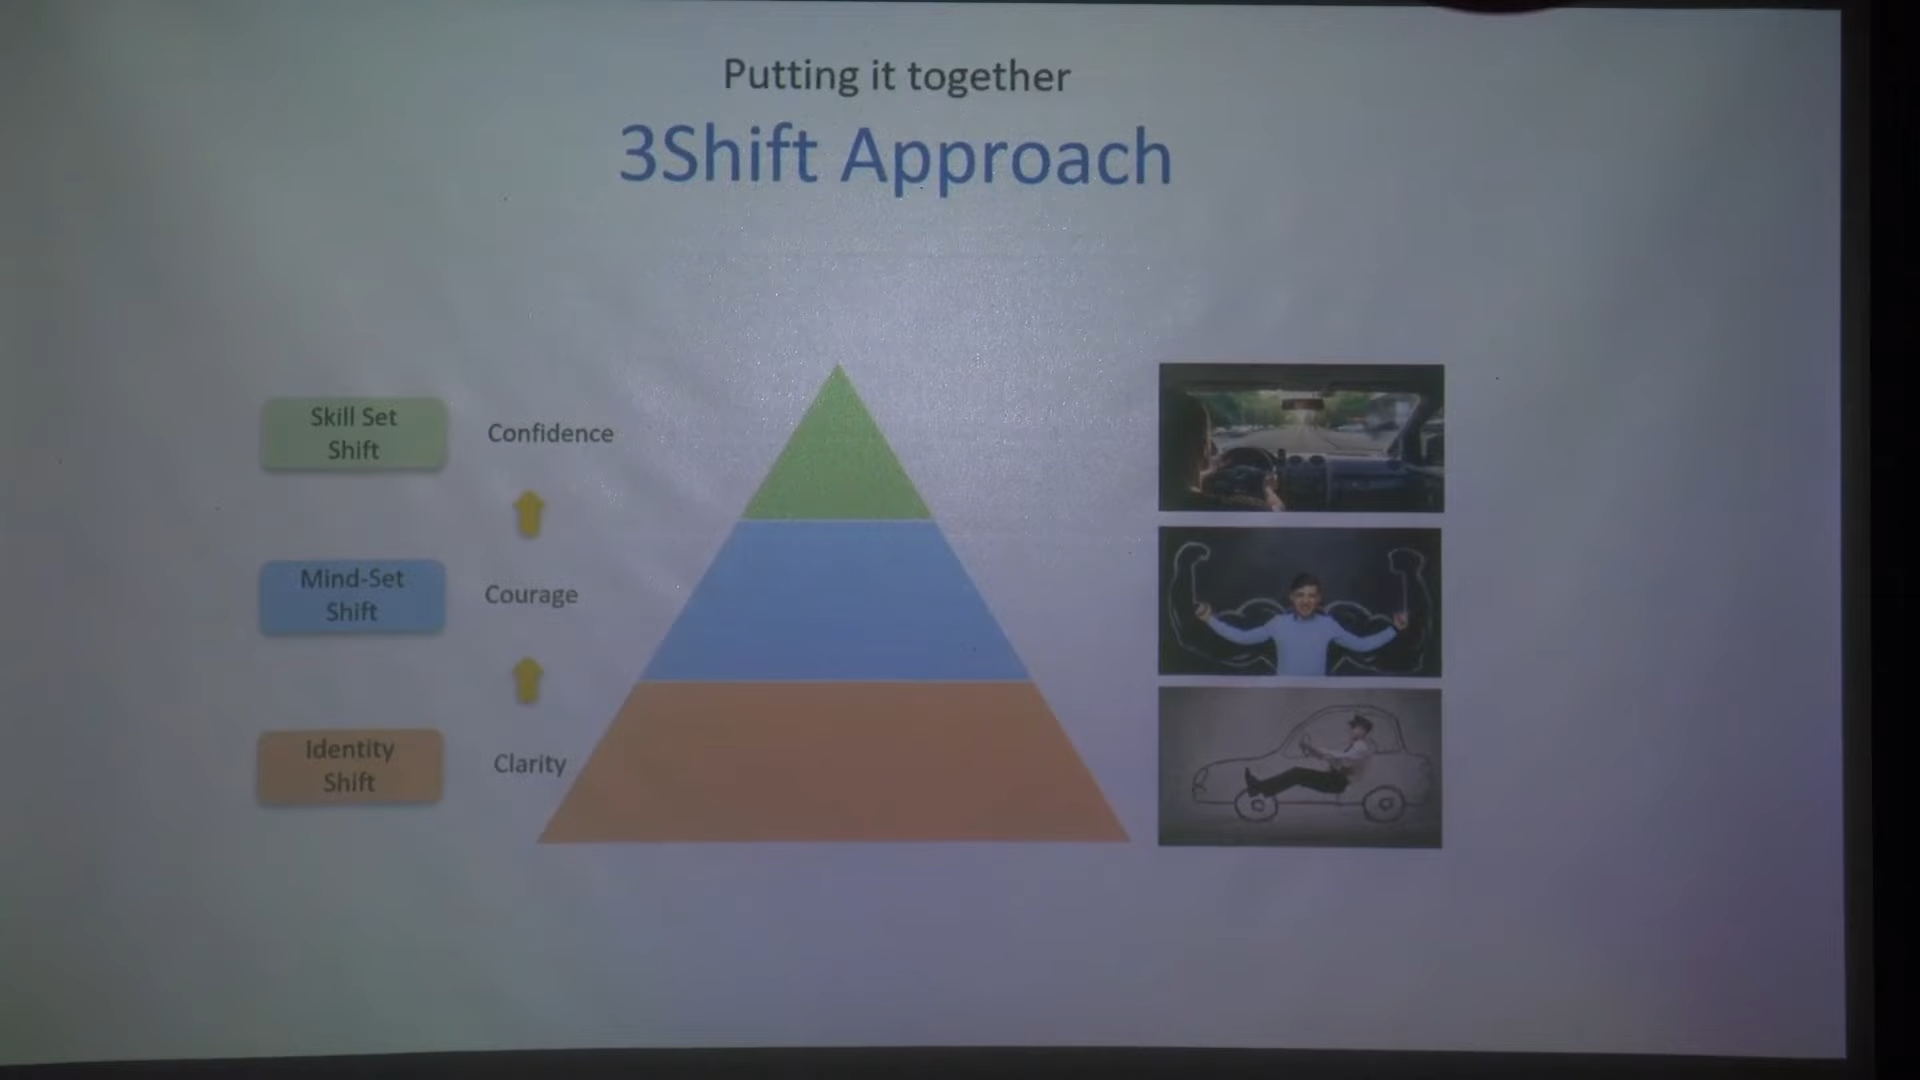 Putting it together
3Shift Approach
Skill Set
Shift
Confidence
Mind-Set
Shift
Courage
Identity
Shift
Clarity